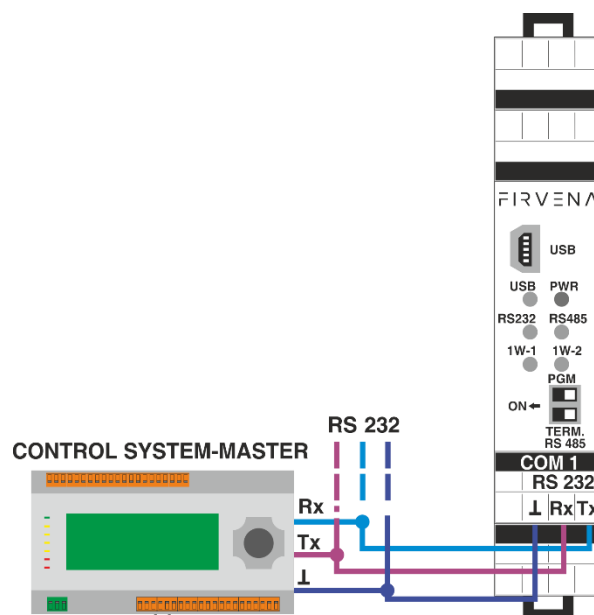 FIRVENA
USB
USB PWR
RS232 RS485
1W-1 1W-2
PGM
ON
TERM.
RS 485
RS 232
CONTROL SYSTEM-MASTER
COM 1
RS 232
⊥ Rx Tx
Rx
Tx
⊥